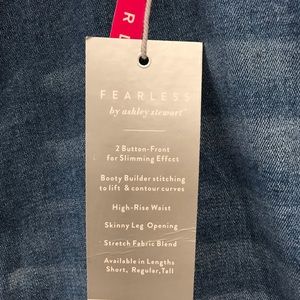 R
FEARLESS
by ashley stewart™
2 Button-Front
for Slimming Effect
Booty Builder stitching
to lift & contour curves
High-Rise Waist
Skinny Leg Opening
Stretch Fabric Blend
Available in Lengths
Short, Regular, Tall